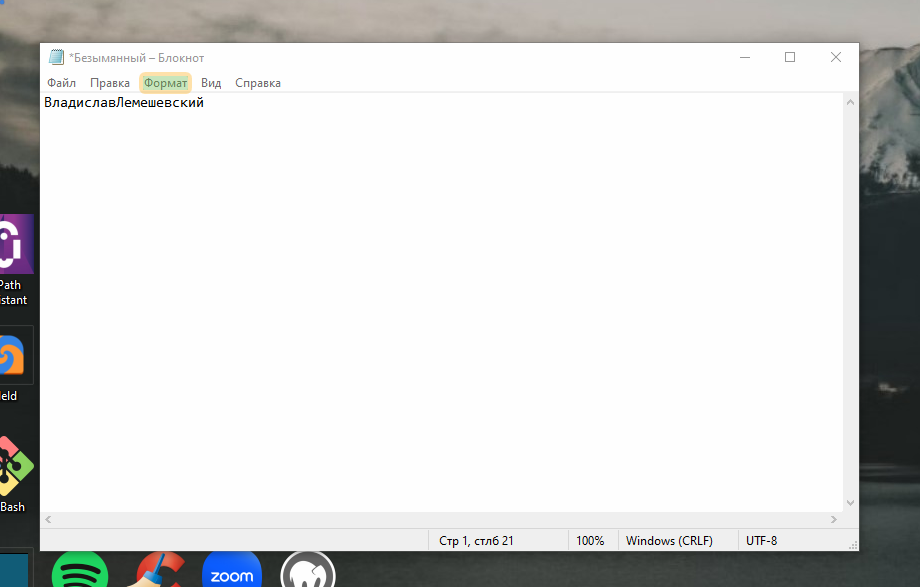 *Безымянный – Блокнот
Файл Правка Формат Вид Справка
ВладиславЛемешевский
Path
istant
eld
Bash
Стр 1, стлб 21 100% Windows (CRLF) UTF-8
zoom